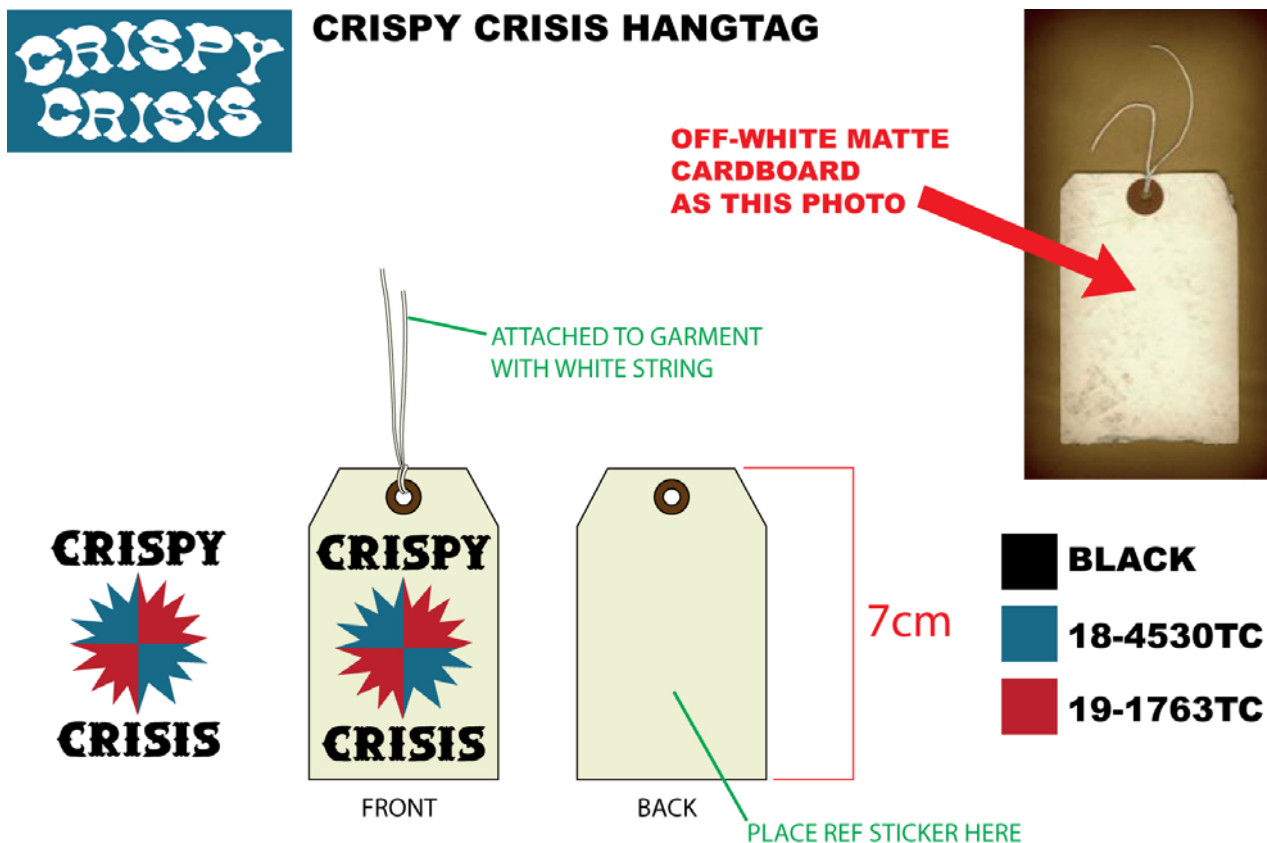 CRISPY
CRISIS
CRISPY CRISIS HANGTAG
OFF-WHITE MATTE
CARDBOARD
AS THIS PHOTO
ATTACHED TO GARMENT
WITH WHITE STRING
CRISPY
CRISIS
CRISPY
CRISIS
7cm
BLACK
18-4530TC
19-1763TC
FRONT
BACK
PLACE REF STICKER HERE